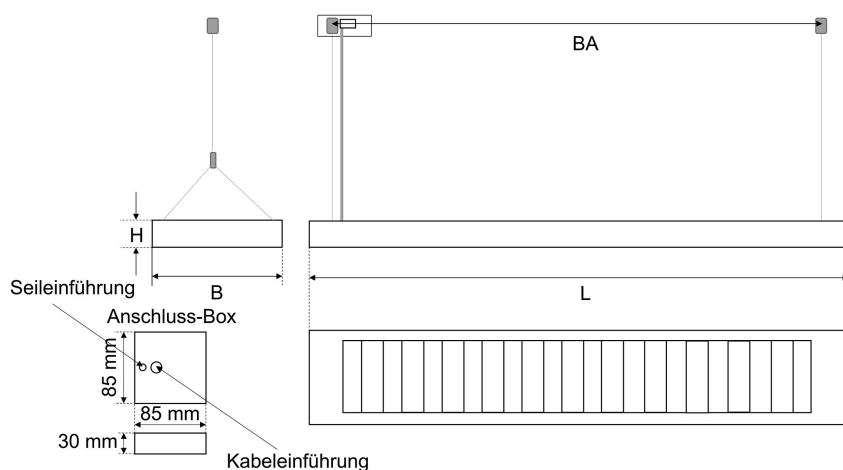 BA
H
B
L
Seileinführung
Anschluss-Box
85 mm
85 mm
30 mm
Kabeleinführung